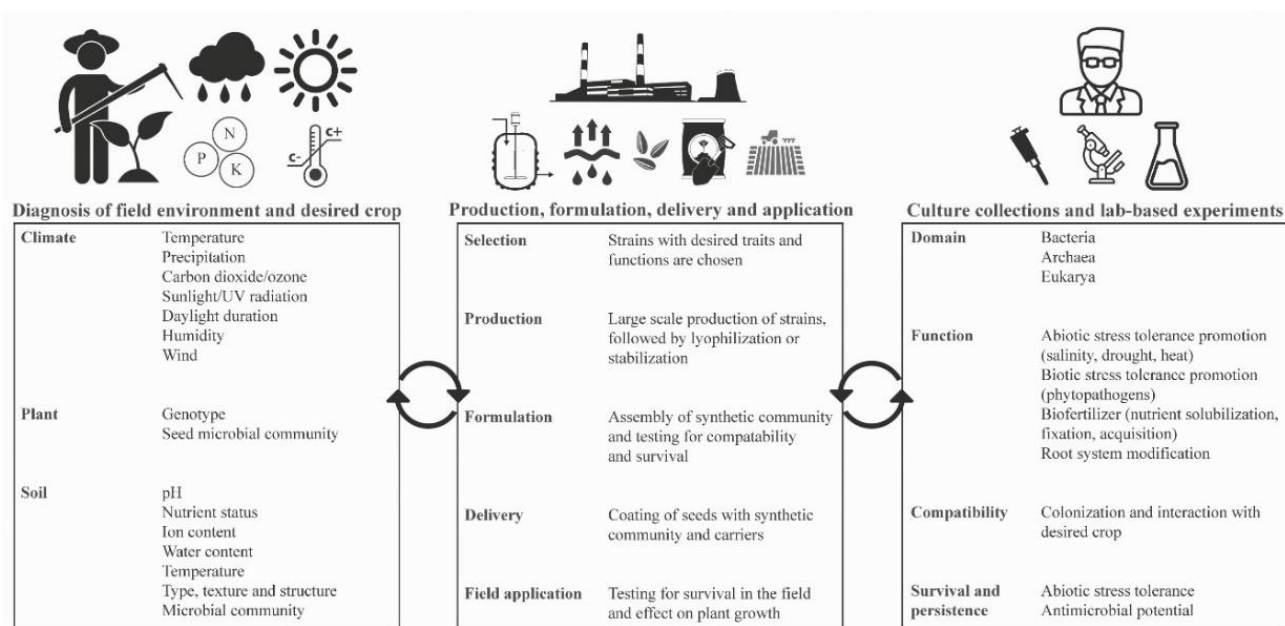 N
P
K
C+
C-
Diagnosis of field environment and desired crop
Climate Temperature
Precipitation
Carbon dioxide/ozone
Sunlight/UV radiation
Daylight duration
Humidity
Wind
Plant Genotype
Seed microbial community
Soil pH
Nutrient status
Ion content
Water content
Temperature
Type, texture and structure
Microbial community
Production, formulation, delivery and application
Selection Strains with desired traits and
functions are chosen
Production Large scale production of strains,
followed by lyophilization or
stabilization
Formulation Assembly of synthetic community
and testing for compatability
and survival
Delivery Coating of seeds with synthetic
community and carriers
Field application Testing for survival in the field
and effect on plant growth
Culture collections and lab-based experiments
Domain Bacteria
Archaea
Eukarya
Function Abiotic stress tolerance promotion
(salinity, drought, heat)
Biotic stress tolerance promotion
(phytopathogens)
Biofertilizer (nutrient solubilization,
fixation, acquisition)
Root system modification
Compatibility Colonization and interaction with
desired crop
Survival and Abiotic stress tolerance
persistence Antimicrobial potential